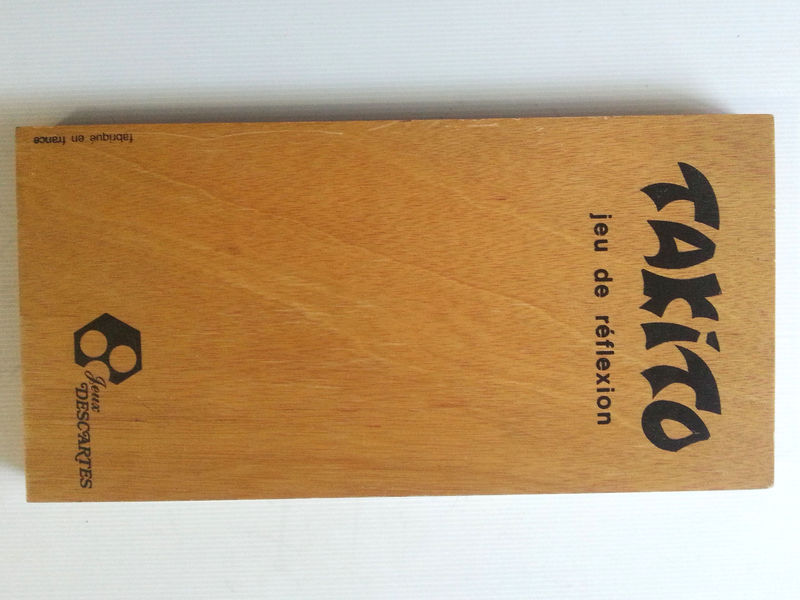 TAKiTO
jeu de réflexion
Jeux
DESCARTES
fabriqué en france